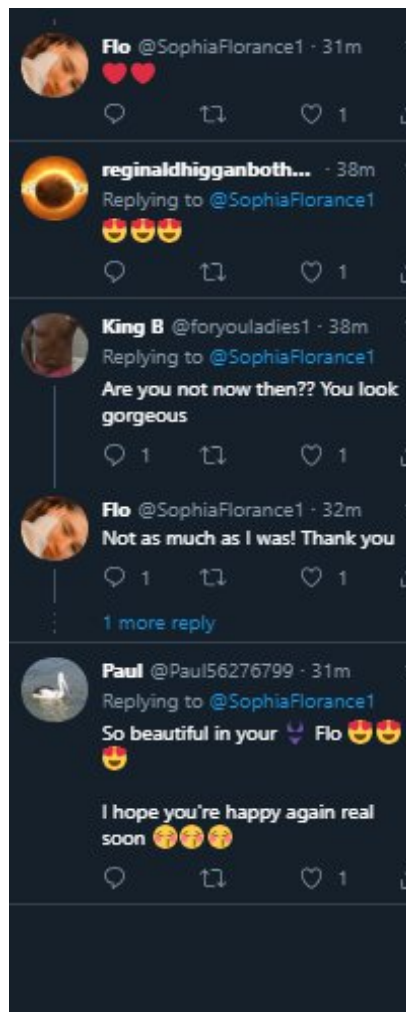 Flo @SophiaFlorance1 · 31m
❤️❤️
1
reginaldhigganboth... · 38m
Replying to @SophiaFlorance1
😍😍😍
1
King B @foryouladies1 · 38m
Replying to @SophiaFlorance1
Are you not now then?? You look
gorgeous
1 1
Flo @SophiaFlorance1 · 32m
Not as much as I was! Thank you
1 1
1 more reply
Paul @Paul56276799 · 31m
Replying to @SophiaFlorance1
So beautiful in your 👙 Flo 😍😍
😍
I hope you're happy again real
soon 😚😚😚
1